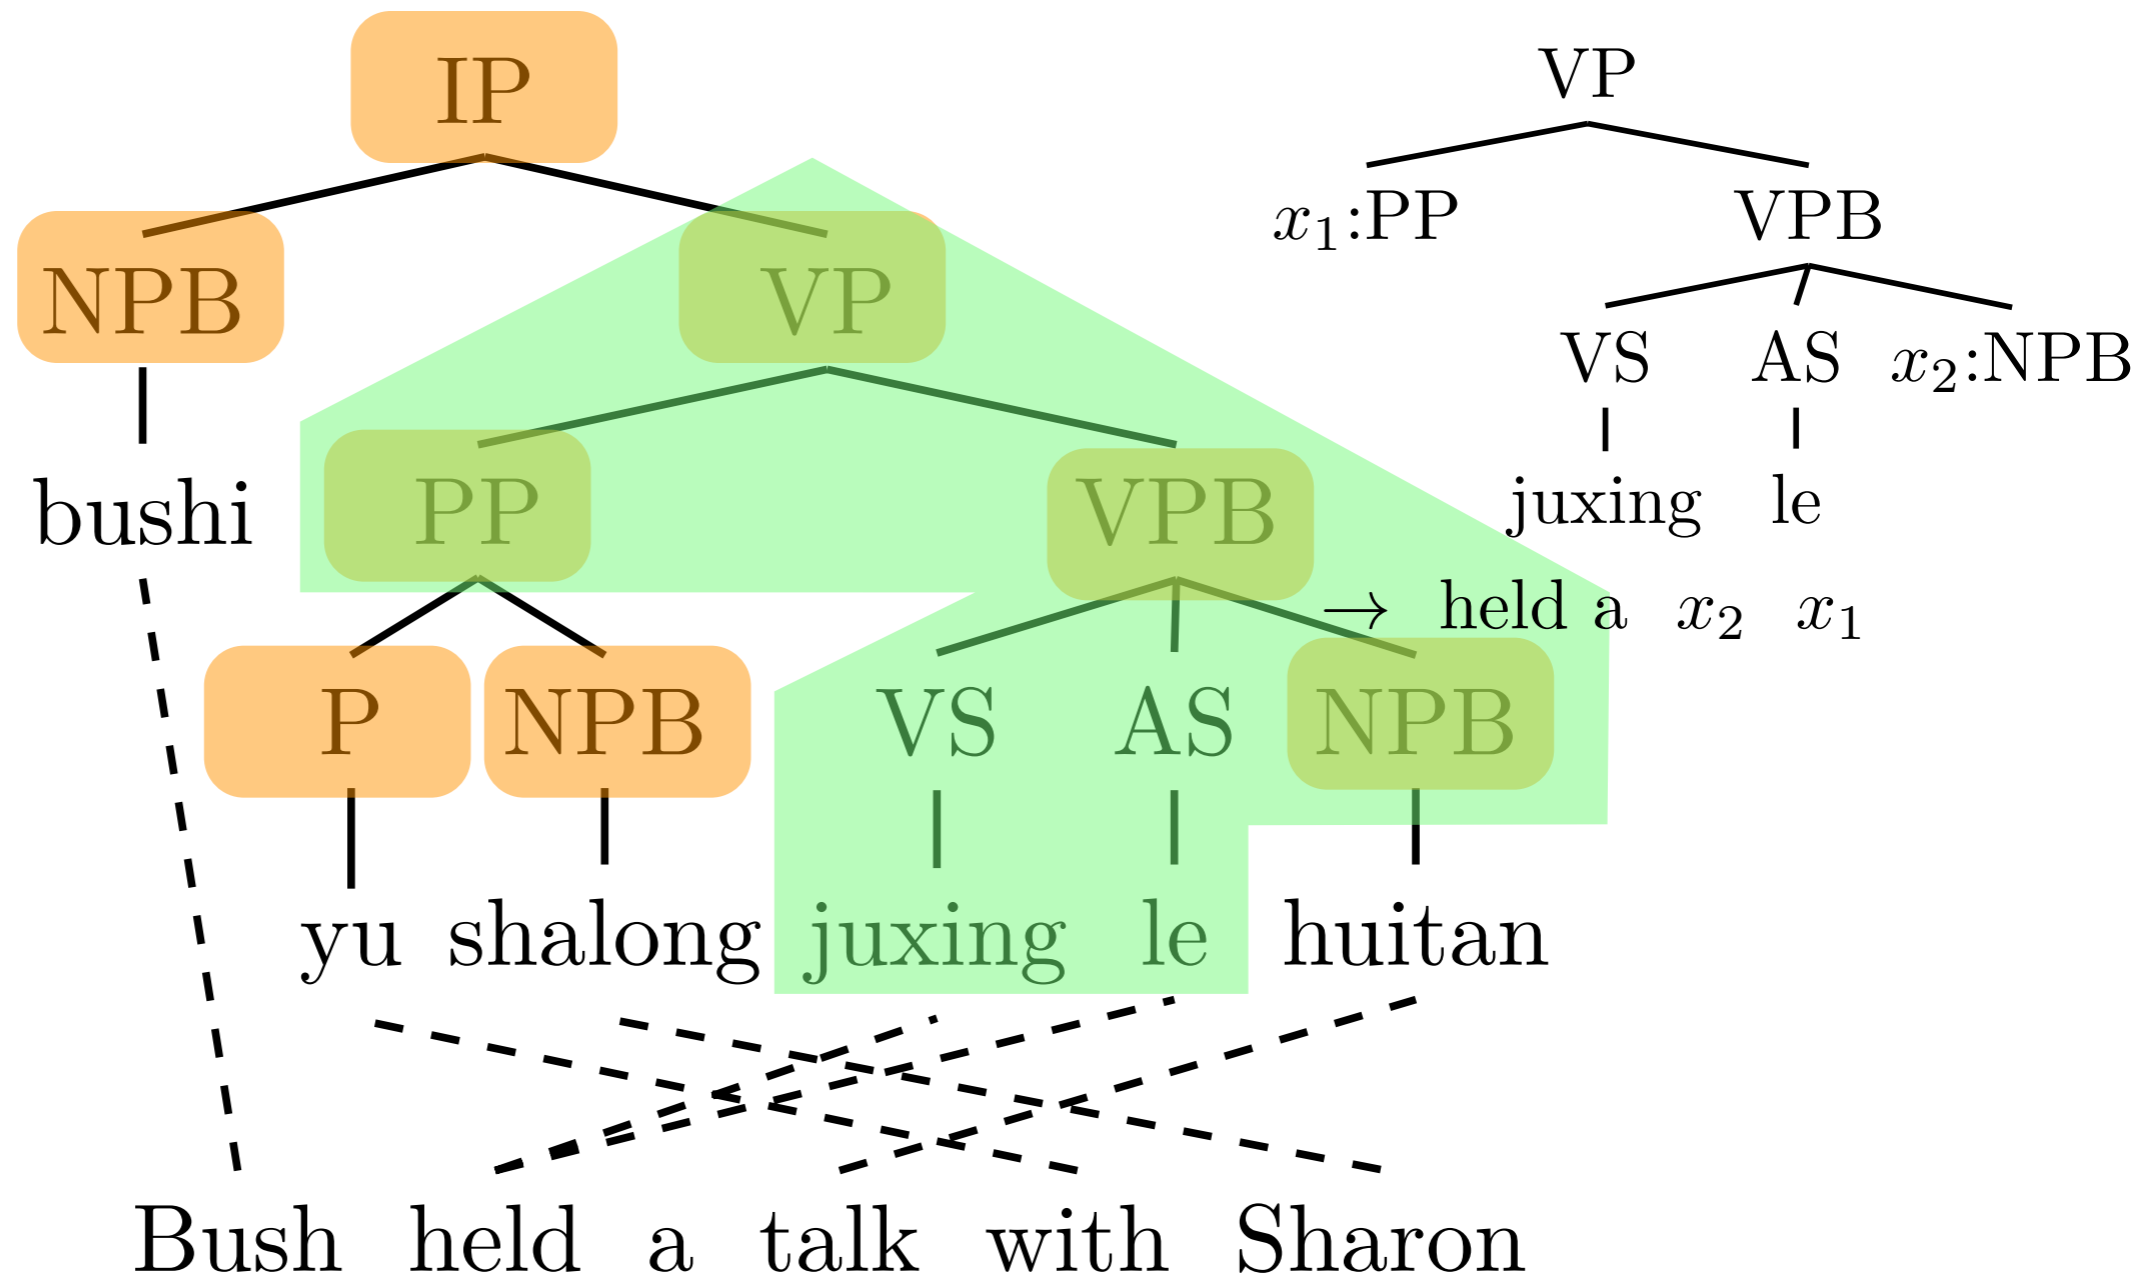 IP
VP
NPB VP
x₁:PP VPB
VS AS x₂:NPB
bushi PP VPB
juxing le
→ held a x₂ x₁
P NPB VS AS NPB
yu shalong juxing le huitan
Bush held a talk with Sharon